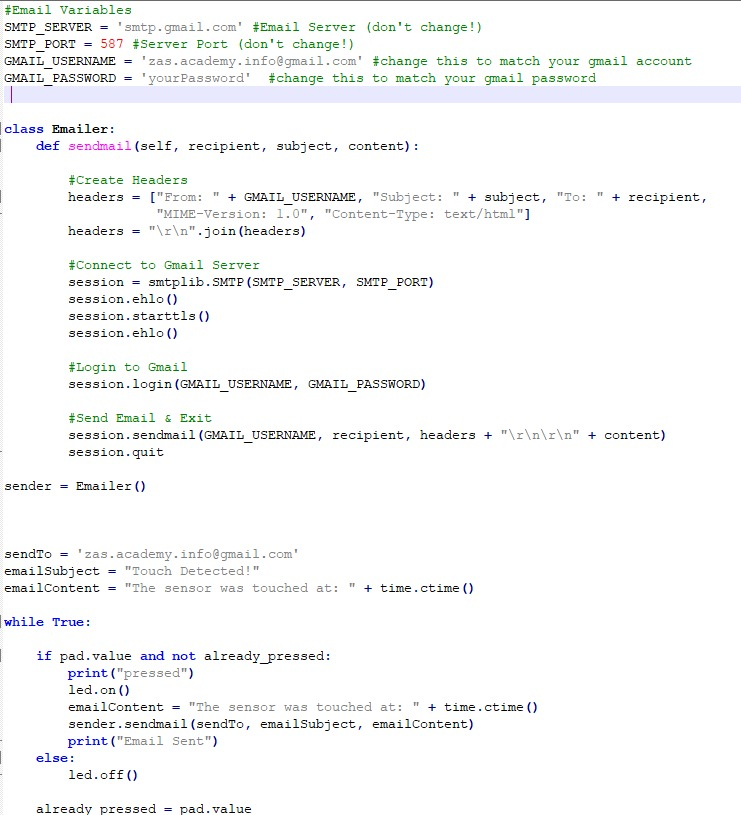 #Email Variables
SMTP_SERVER = 'smtp.gmail.com' #Email Server (don't change!)
SMTP_PORT = 587 #Server Port (don't change!)
GMAIL_USERNAME = 'zas.academy.info@gmail.com' #change this to match your gmail account
GMAIL_PASSWORD = 'yourPassword'  #change this to match your gmail password

class Emailer:
    def sendmail(self, recipient, subject, content):

        #Create Headers
        headers = ["From: " + GMAIL_USERNAME, "Subject: " + subject, "To: " + recipient,
                   "MIME-Version: 1.0", "Content-Type: text/html"]
        headers = "\r\n".join(headers)

        #Connect to Gmail Server
        session = smtplib.SMTP(SMTP_SERVER, SMTP_PORT)
        session.ehlo()
        session.starttls()
        session.ehlo()

        #Login to Gmail
        session.login(GMAIL_USERNAME, GMAIL_PASSWORD)

        #Send Email & Exit
        session.sendmail(GMAIL_USERNAME, recipient, headers + "\r\n\r\n" + content)
        session.quit

sender = Emailer()

sendTo = 'zas.academy.info@gmail.com'
emailSubject = "Touch Detected!"
emailContent = "The sensor was touched at: " + time.ctime()

while True:

    if pad.value and not already_pressed:
        print("pressed")
        led.on()
        emailContent = "The sensor was touched at: " + time.ctime()
        sender.sendmail(sendTo, emailSubject, emailContent)
        print("Email Sent")
    else:
        led.off()

    already_pressed = pad.value